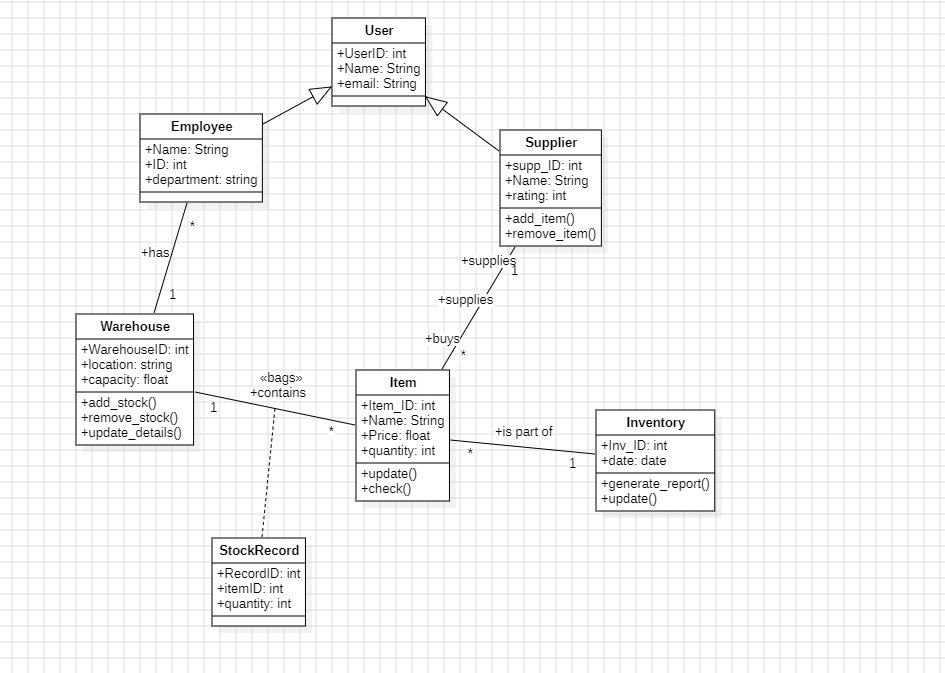 User
+UserID: int
+Name: String
+email: String
Employee
+Name: String
+ID: int
+department: string
Supplier
+supp_ID: int
+Name: String
+rating: int
+add_item()
+remove_item()
*
+has
1
+supplies
1
+supplies
+buys
*
Warehouse
+WarehouseID: int
+location: string
+capacity: float
+add_stock()
+remove_stock()
+update_details()
«bags»
+contains
1
*
Item
+Item_ID: int
+Name: String
+Price: float
+quantity: int
+update()
+check()
+is part of
*
1
Inventory
+Inv_ID: int
+date: date
+generate_report()
+update()
StockRecord
+RecordID: int
+itemID: int
+quantity: int